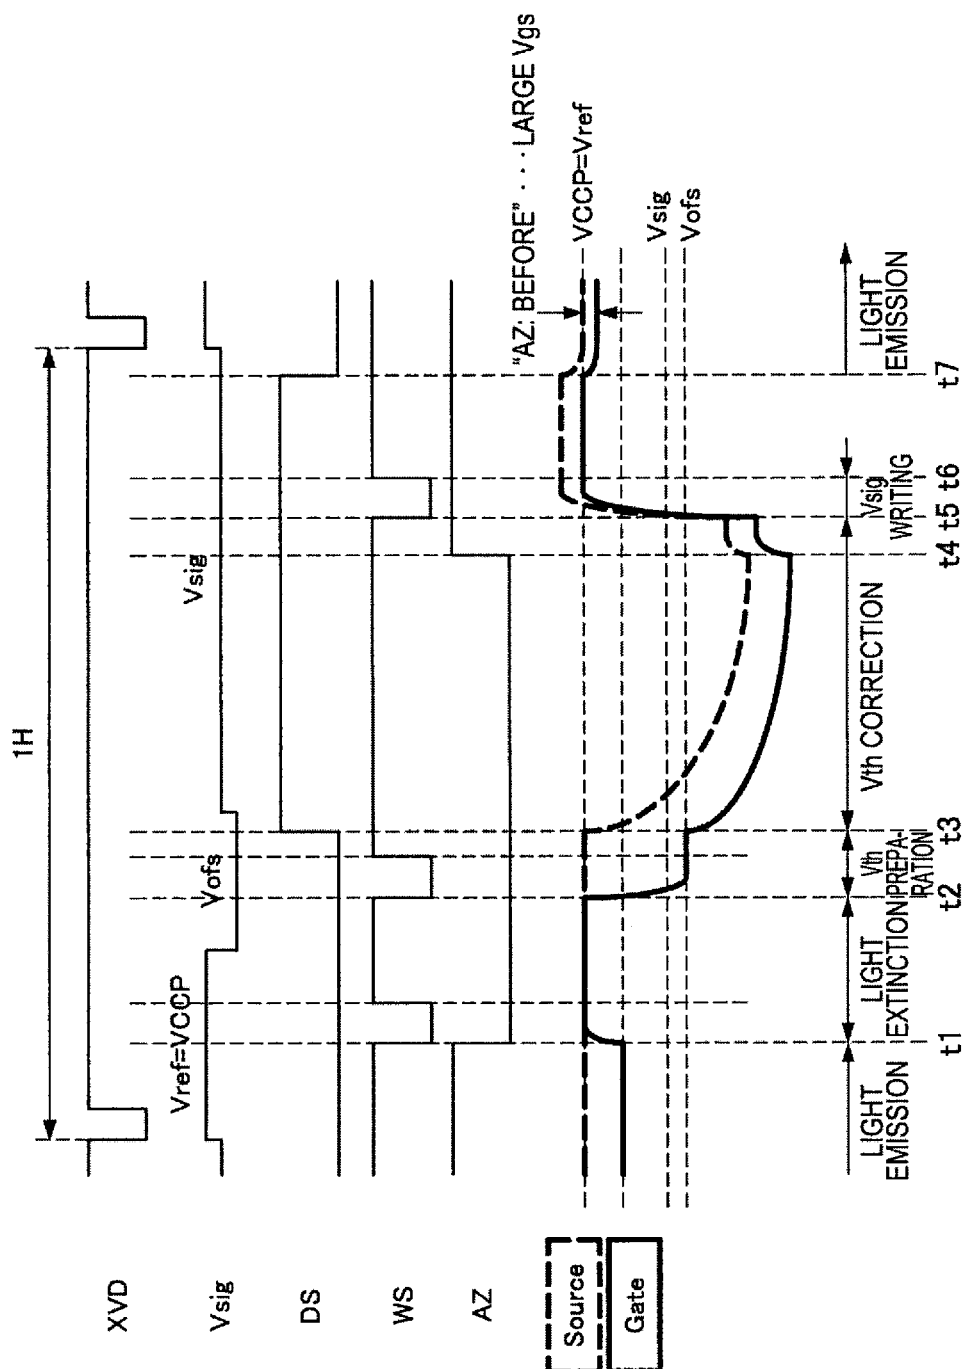 1H
XVD
Vref=VCCP
Vofs
Vsig
Vsig
DS
WS
AZ
"AZ: BEFORE" ··· LARGE Vgs
VCCP=Vref
Vsig
Vofs
Source
Gate
LIGHT
EMISSION
LIGHT
EXTINCTION
Vth
PREPA-
RATION
Vth CORRECTION
Vsig
WRITING
LIGHT
EMISSION
t1 t2 t3 t4 t5 t6 t7